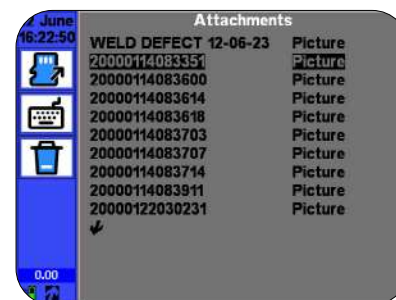 June
Attachments
16:22:50
WELD DEFECT 12-06-23 Picture
20000114083351 Picture
20000114083600 Picture
20000114083614 Picture
20000114083618 Picture
20000114083703 Picture
20000114083707 Picture
20000114083714 Picture
20000114083911 Picture
20000122030231 Picture
0.00